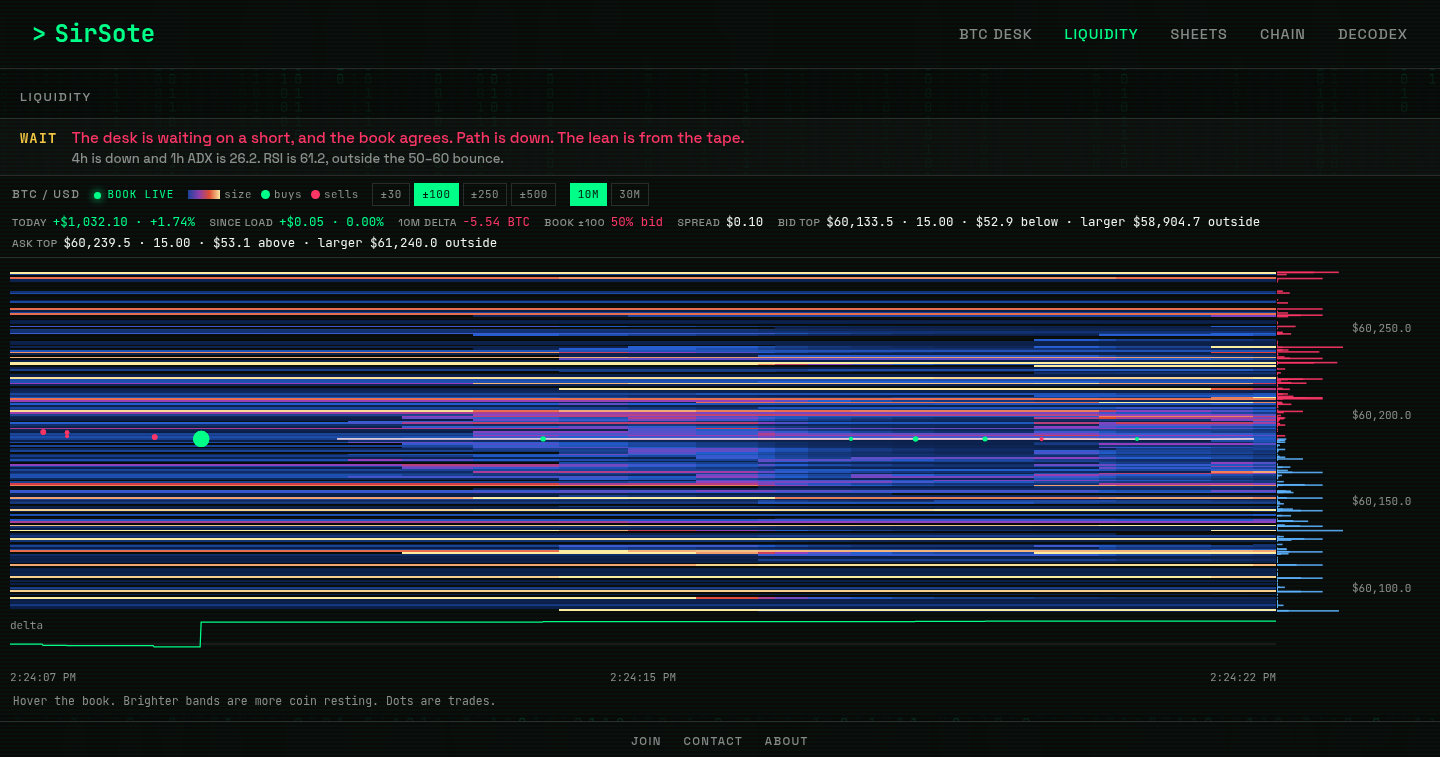 > SirSote
BTC DESK LIQUIDITY SHEETS CHAIN DECODEX
LIQUIDITY
WAIT The desk is waiting on a short, and the book agrees. Path is down. The lean is from the tape.
4h is down and 1h ADX is 26.2. RSI is 61.2, outside the 50–60 bounce.
BTC / USD BOOK LIVE size buys sells ±30 ±100 ±250 ±500 10M 30M
TODAY +$1,032.10 · +1.74% SINCE LOAD +$0.05 · 0.00% 10M DELTA -5.54 BTC BOOK ±100 50% bid SPREAD $0.10 BID TOP $60,133.5 · 15.00 · $52.9 below · larger $58,904.7 outside
ASK TOP $60,239.5 · 15.00 · $53.1 above · larger $61,240.0 outside
$60,250.0
$60,200.0
$60,150.0
$60,100.0
delta
2:24:07 PM 2:24:15 PM 2:24:22 PM
Hover the book. Brighter bands are more coin resting. Dots are trades.
JOIN CONTACT ABOUT